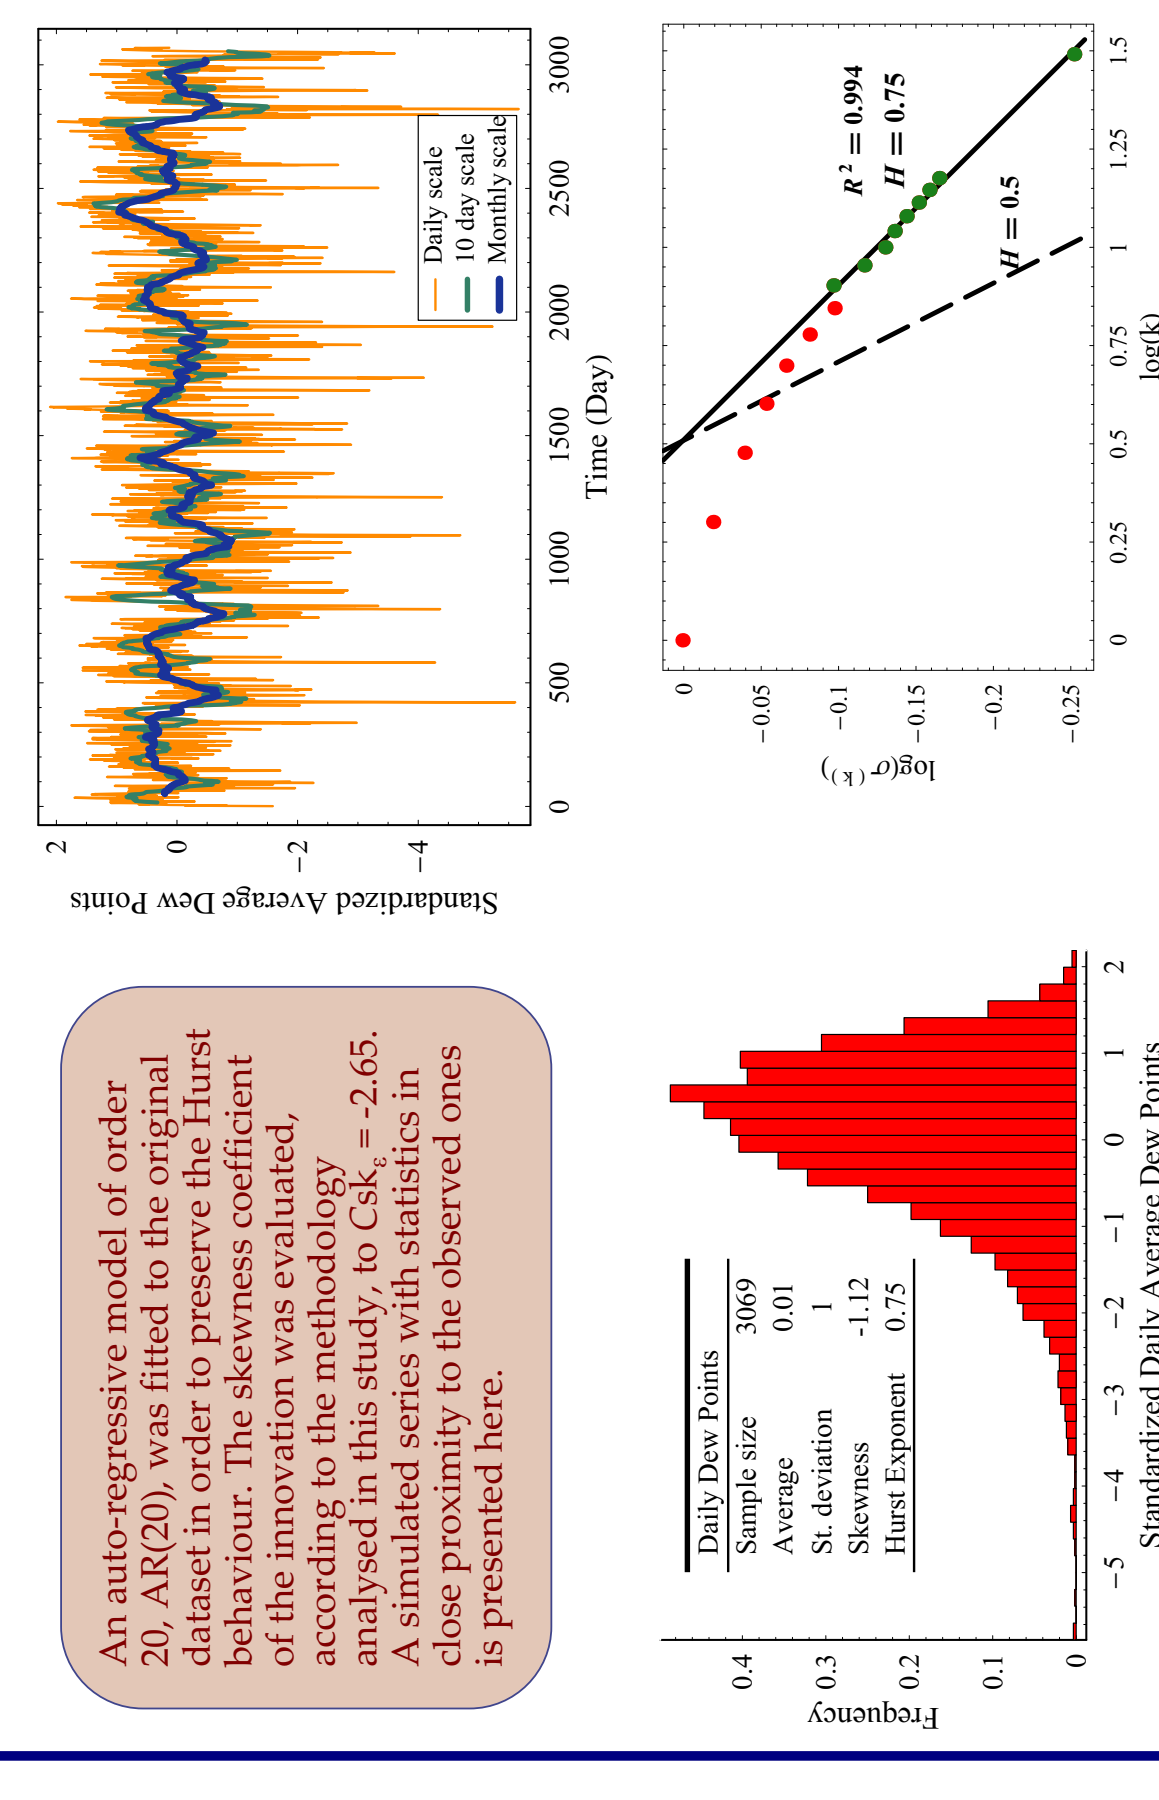 An auto-regressive model of order
20, AR(20), was fitted to the original
dataset in order to preserve the Hurst
behaviour. The skewness coefficient
of the innovation was evaluated,
according to the methodology
analysed in this study, to Cskε = -2.65.
A simulated series with statistics in
close proximity to the observed ones
is presented here.
Standardized Average Dew Points
2
0
−2
−4
Daily scale
10 day scale
Monthly scale
0
500
1000
1500
2000
2500
3000
Time (Day)
Frequency
0.4
0.3
0.2
0.1
0
Daily Dew Points
Sample size 3069
Average 0.01
St. deviation 1
Skewness -1.12
Hurst Exponent 0.75
−5
−4
−3
−2
−1
0
1
2
Standardized Daily Average Dew Points
log(σ(k))
0
−0.05
−0.1
−0.15
−0.2
−0.25
R2 = 0.994
H = 0.75
H = 0.5
0
0.25
0.5
0.75
1
1.25
1.5
log(k)